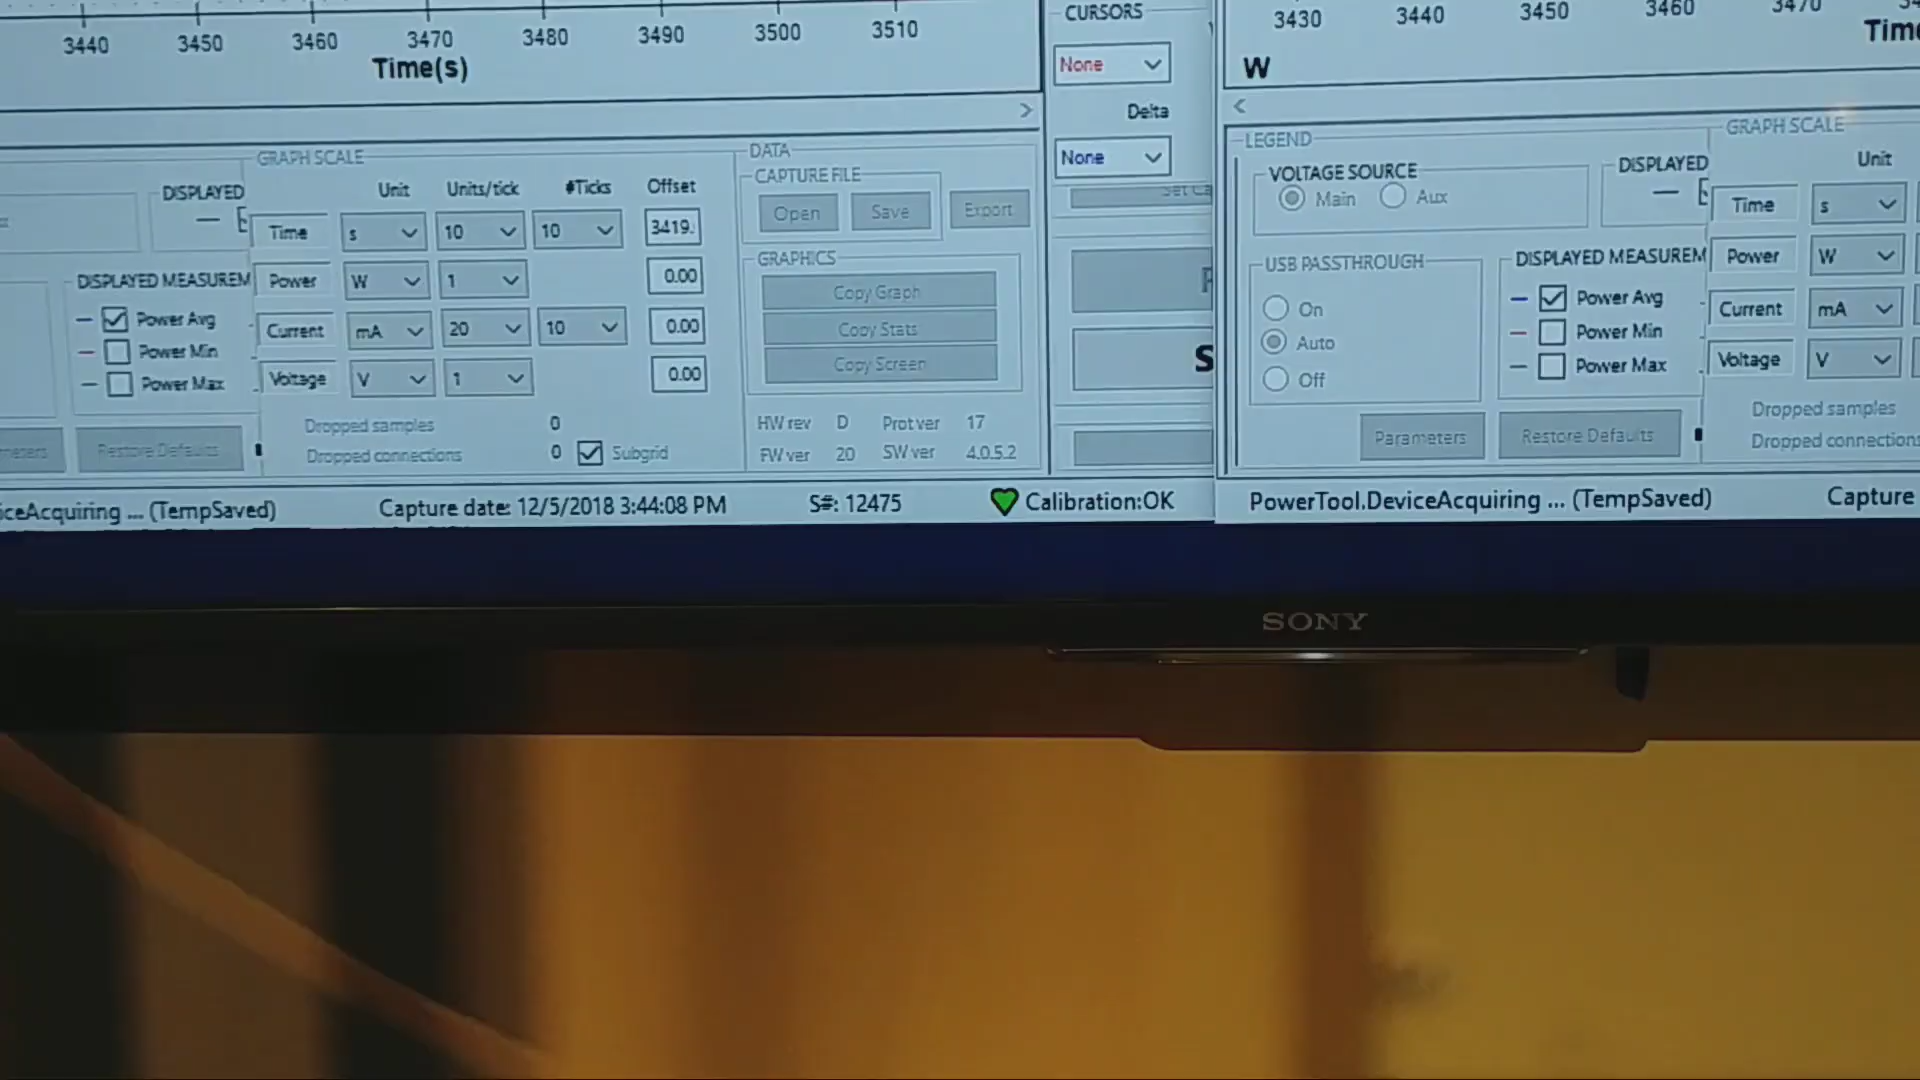 3440 3450 3460 3470 3480 3490 3500 3510
Time(s)
GRAPH SCALE
Unit Units/tick #Ticks Offset
DISPLAYED
Time s 10 10 3419.
DISPLAYED MEASUREM
Power W 1 0.00
Power Avg
Current mA 20 10 0.00
Power Min
Power Max
Voltage V 1 0.00
Dropped samples 0
Dropped connections 0 Subgrid
Restore Defaults
DATA
CAPTURE FILE
Open Save Export
GRAPHICS
Copy Graph
Copy Stats
Copy Screen
HW rev D Prot ver 17
FW ver 20 SW ver 4.0.5.2
iceAcquiring ... (TempSaved) Capture date: 12/5/2018 3:44:08 PM S#: 12475 Calibration:OK
CURSORS
None
Delta
None
3430 3440 3450 3460 3470
Time
W
LEGEND
VOLTAGE SOURCE
Main Aux
DISPLAYED
USB PASSTHROUGH
On
Auto
Off
DISPLAYED MEASUREM
Power Avg
Power Min
Power Max
Parameters Restore Defaults
GRAPH SCALE
Unit
Time s
Power W
Current mA
Voltage V
Dropped samples
Dropped connections
PowerTool.DeviceAcquiring ... (TempSaved) Capture
SONY